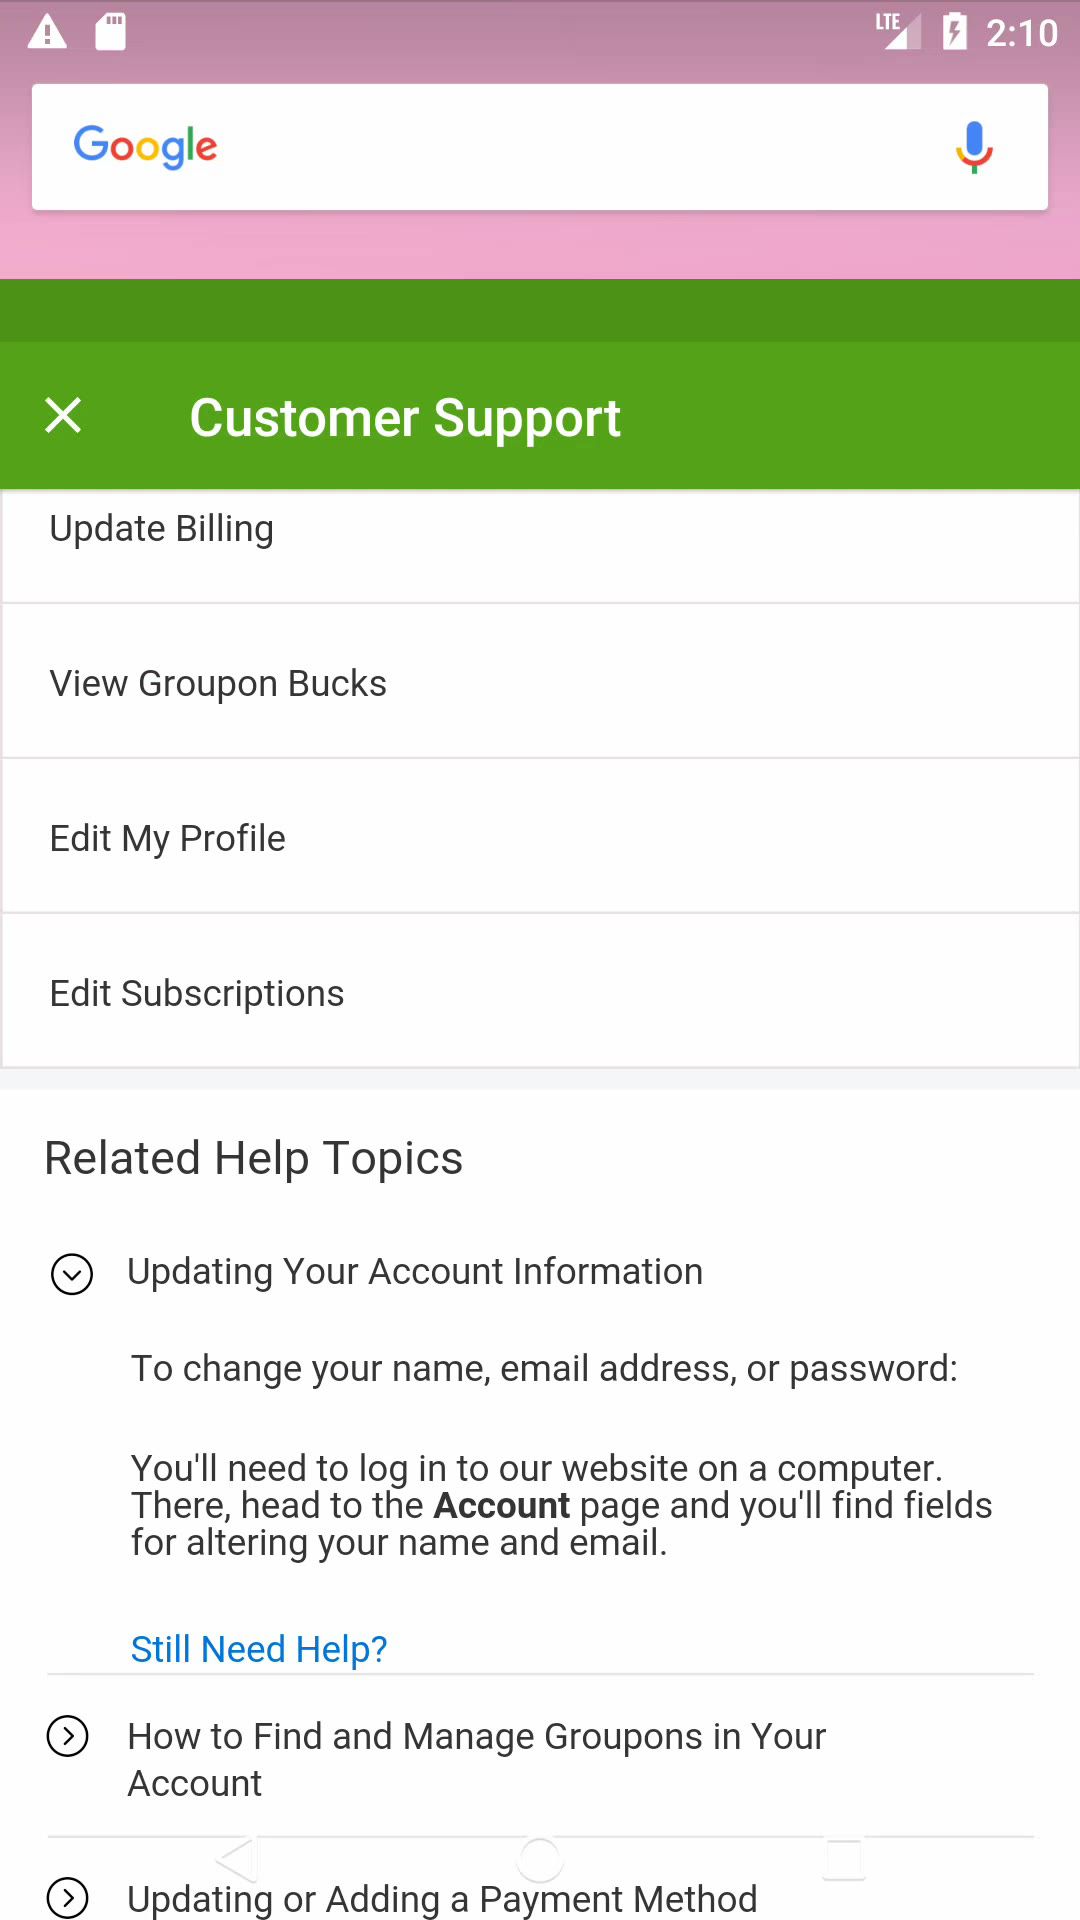 LTE 2:10
Google
Customer Support
Update Billing
View Groupon Bucks
Edit My Profile
Edit Subscriptions
Related Help Topics
Updating Your Account Information
To change your name, email address, or password:
You'll need to log in to our website on a computer.
There, head to the Account page and you'll find fields
for altering your name and email.
Still Need Help?
How to Find and Manage Groupons in Your
Account
Updating or Adding a Payment Method